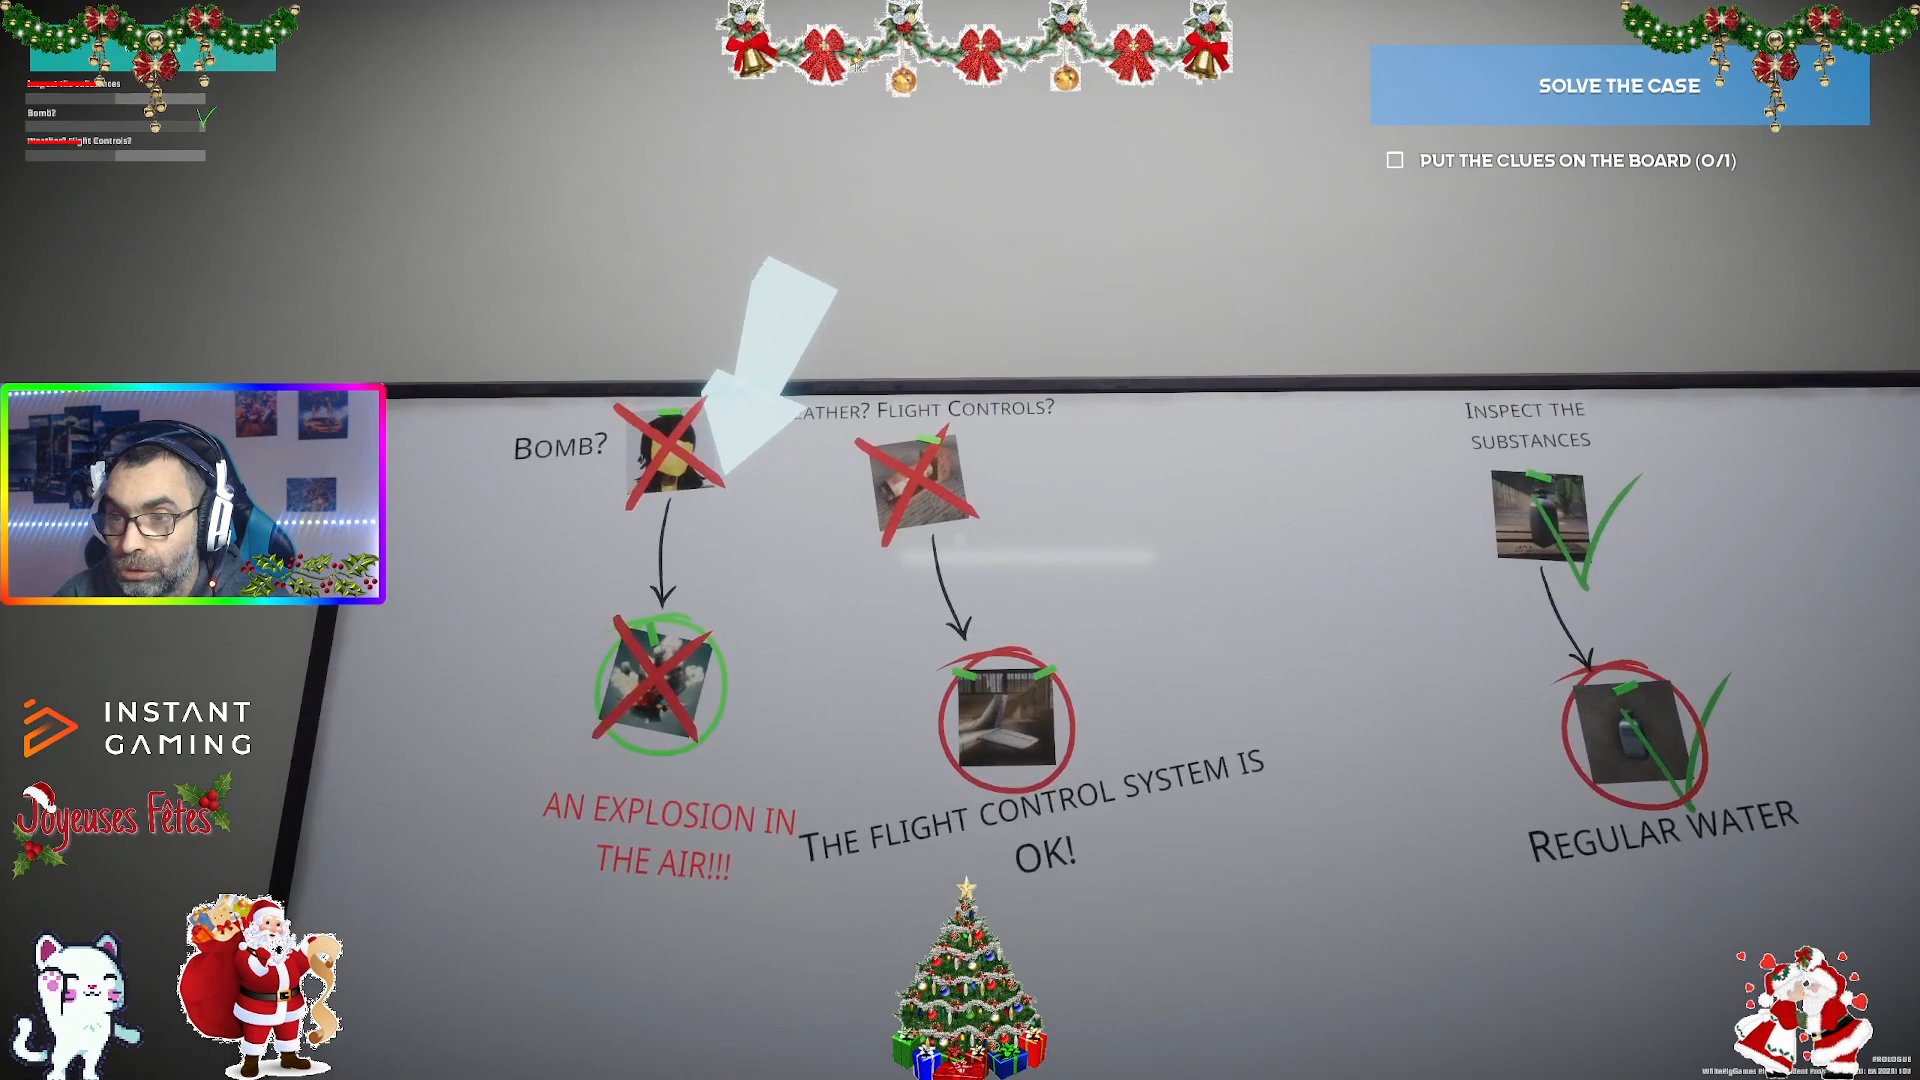 Bomb?
SOLVE THE CASE
PUT THE CLUES ON THE BOARD (0/1)
BOMB?
EATHER? FLIGHT CONTROLS?
INSPECT THE
SUBSTANCES
AN EXPLOSION IN
THE AIR!!!
THE FLIGHT CONTROL SYSTEM IS
OK!
REGULAR WATER
INSTANT
GAMING
Joyeuses Fêtes
PROLOGUE